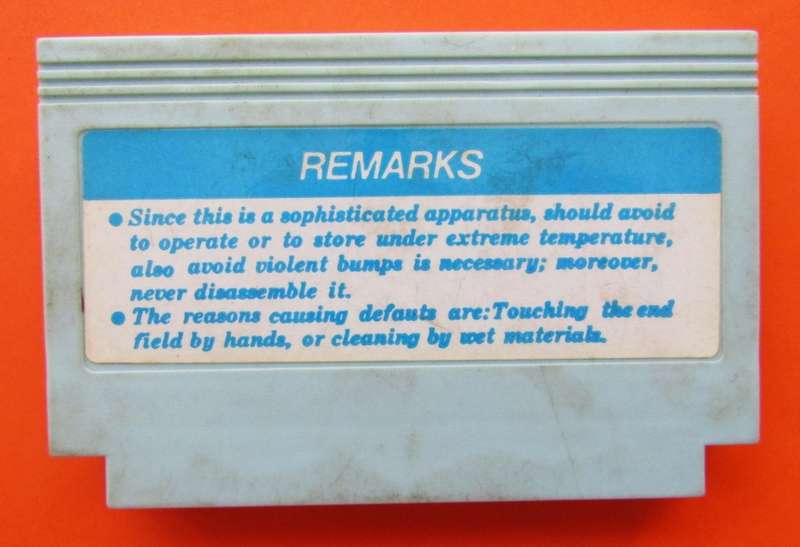 REMARKS
● Since this is a sophisticated apparatus, should avoid
to operate or to store under extreme temperature,
also avoid violent bumps is necessary; moreover,
never disassemble it.
● The reasons causing defauts are:Touching the end
field by hands, or cleaning by wet materials.